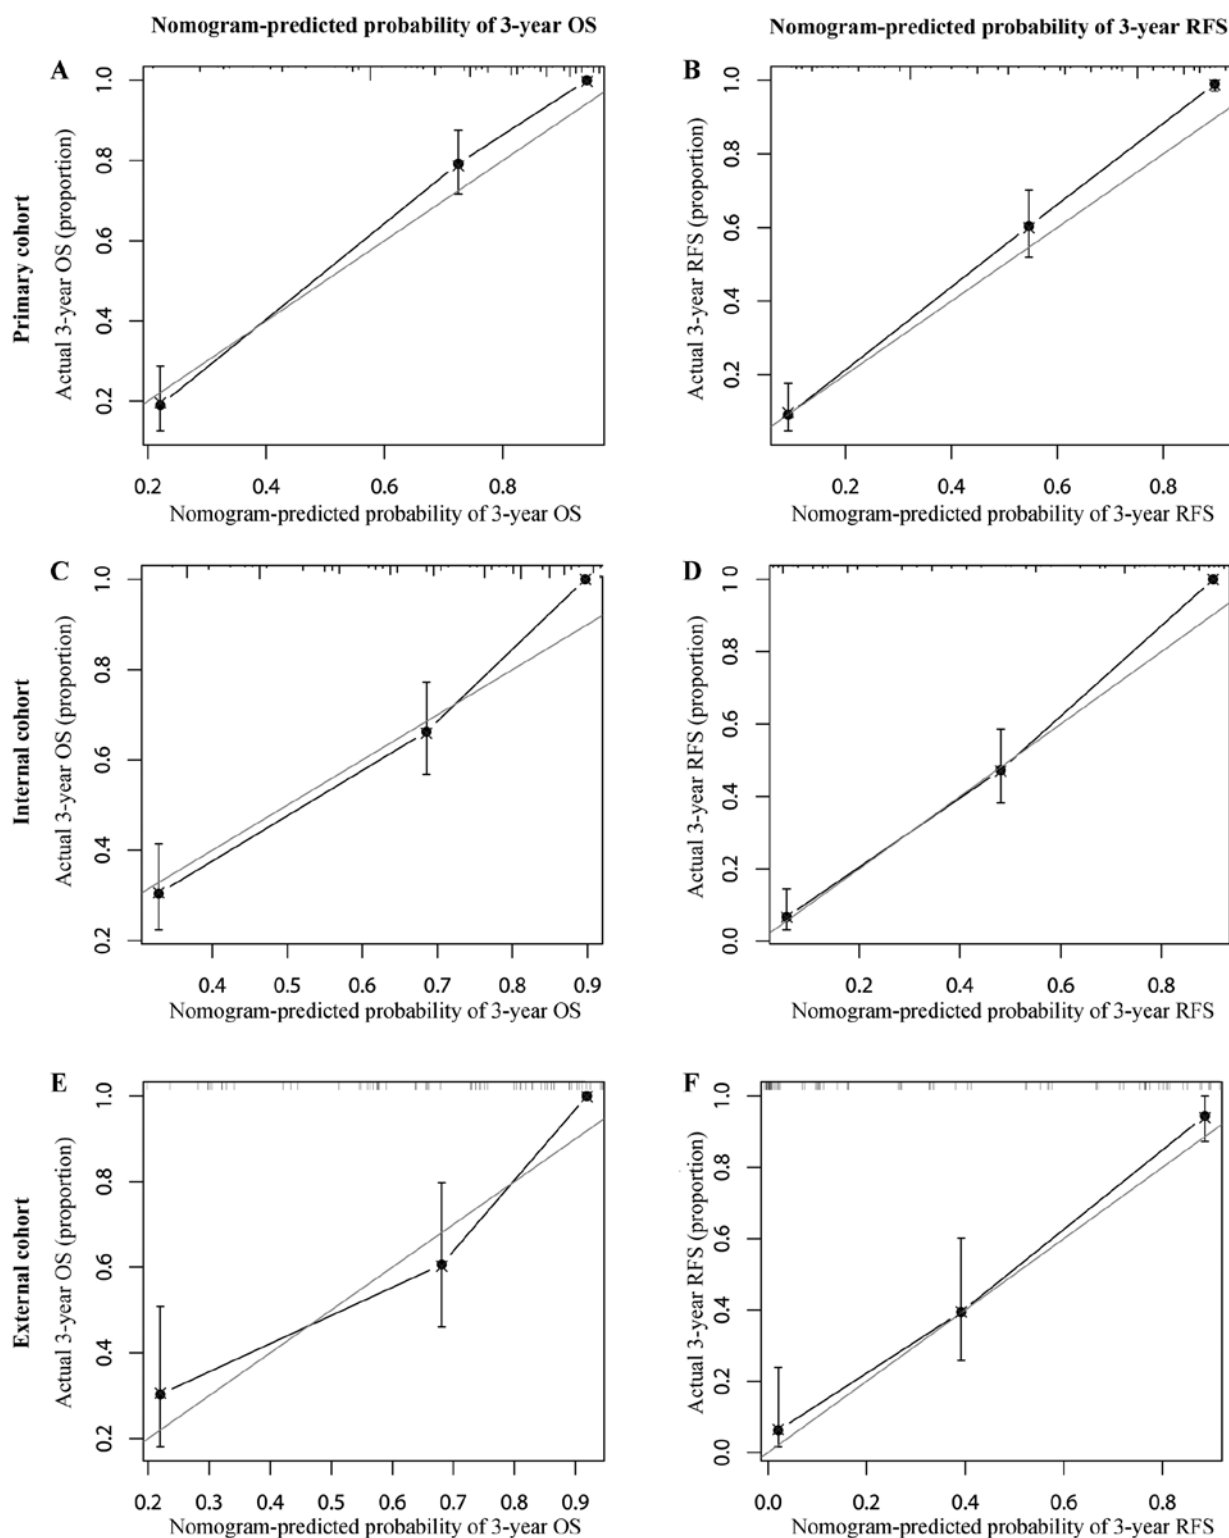 Nomogram-predicted probability of 3-year OS
Nomogram-predicted probability of 3-year RFS
Primary cohort
A
Actual 3-year OS (proportion)
1.0
0.8
0.6
0.4
0.2
0.2 0.4 0.6 0.8
Nomogram-predicted probability of 3-year OS
B
Actual 3-year RFS (proportion)
1.0
0.8
0.6
0.4
0.2
0.2 0.4 0.6 0.8
Nomogram-predicted probability of 3-year RFS
Internal cohort
C
Actual 3-year OS (proportion)
1.0
0.8
0.6
0.4
0.2
0.4 0.5 0.6 0.7 0.8 0.9
Nomogram-predicted probability of 3-year OS
D
Actual 3-year RFS (proportion)
1.0
0.8
0.6
0.4
0.2
0.0
0.2 0.4 0.6 0.8
Nomogram-predicted probability of 3-year RFS
External cohort
E
Actual 3-year OS (proportion)
1.0
0.8
0.6
0.4
0.2
0.2 0.3 0.4 0.5 0.6 0.7 0.8 0.9
Nomogram-predicted probability of 3-year OS
F
Actual 3-year RFS (proportion)
1.0
0.8
0.6
0.4
0.2
0.0
0.0 0.2 0.4 0.6 0.8
Nomogram-predicted probability of 3-year RFS